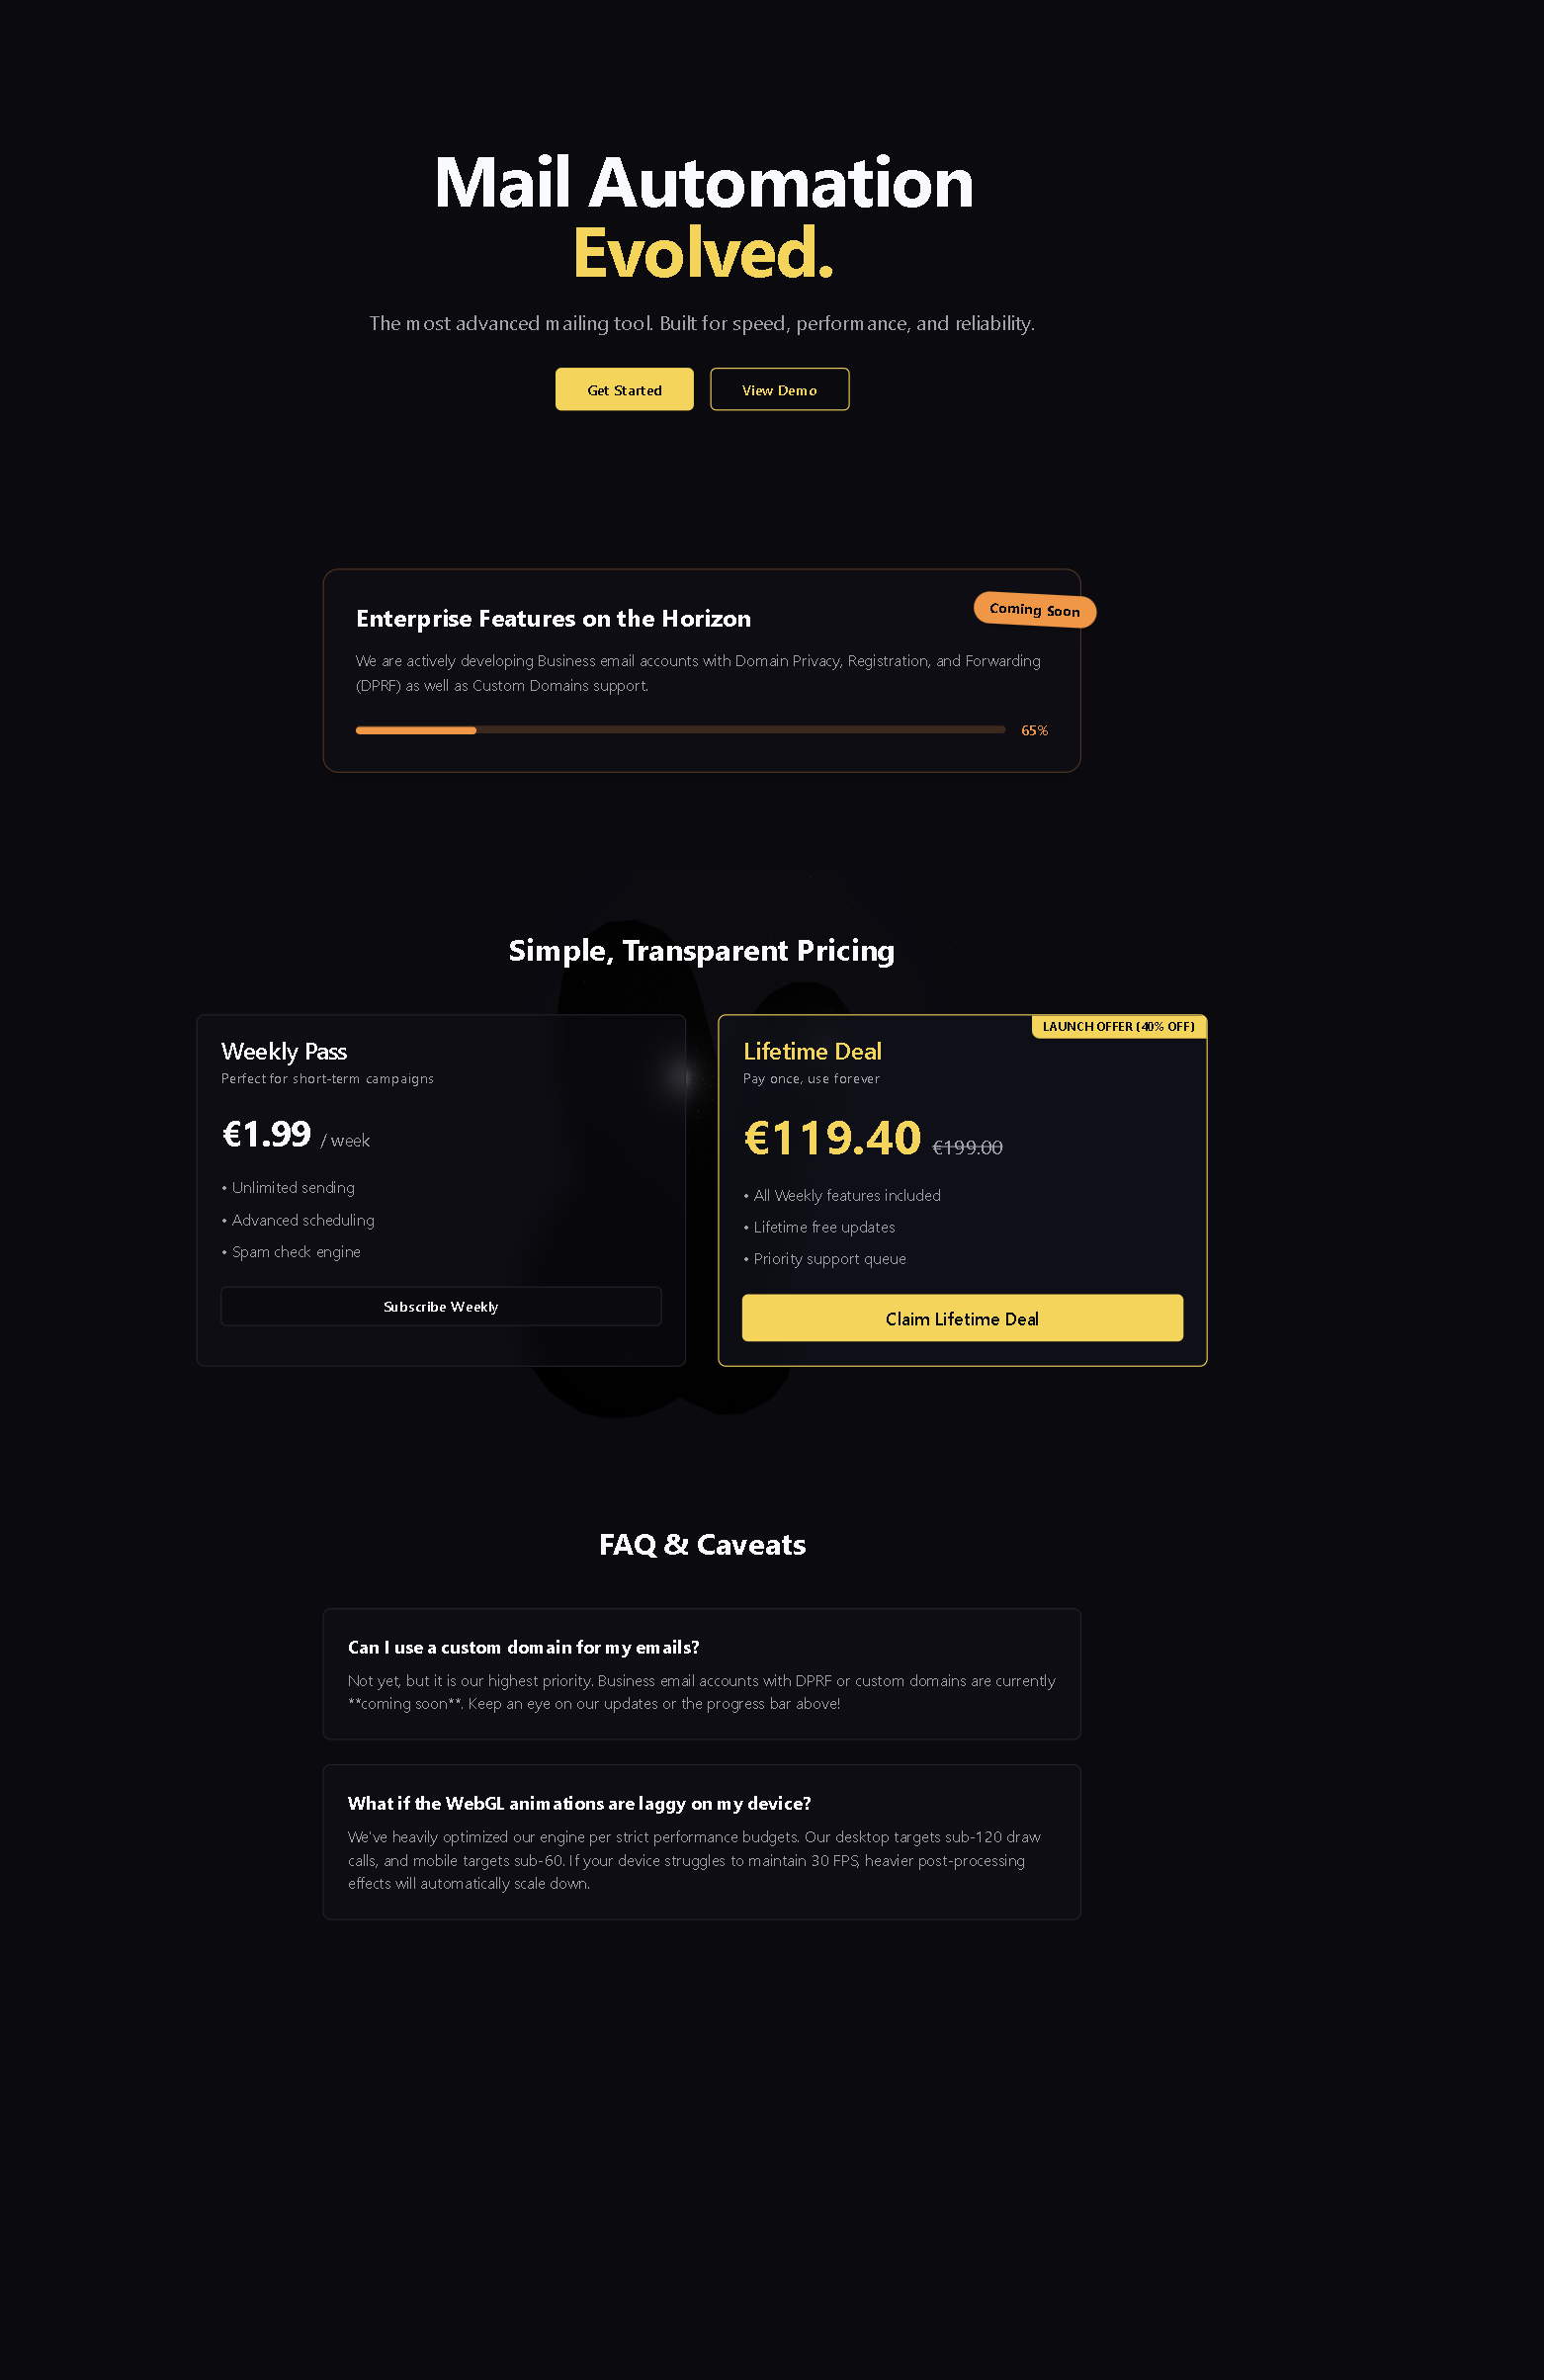 Mail Automation
Evolved.
The most advanced mailing tool. Built for speed, performance, and reliability.
Get Started
View Demo
Coming Soon
Enterprise Features on the Horizon
We are actively developing Business email accounts with Domain Privacy, Registration, and Forwarding
(DPRF) as well as Custom Domains support.
65%
Simple, Transparent Pricing
Weekly Pass
Perfect for short-term campaigns
€1.99 / week
• Unlimited sending
• Advanced scheduling
• Spam check engine
Subscribe Weekly
LAUNCH OFFER (40% OFF)
Lifetime Deal
Pay once, use forever
€119.40 €199.00
• All Weekly features included
• Lifetime free updates
• Priority support queue
Claim Lifetime Deal
FAQ & Caveats
Can I use a custom domain for my emails?
Not yet, but it is our highest priority. Business email accounts with DPRF or custom domains are currently
**coming soon**. Keep an eye on our updates or the progress bar above!
What if the WebGL animations are laggy on my device?
We've heavily optimized our engine per strict performance budgets. Our desktop targets sub-120 draw
calls, and mobile targets sub-60. If your device struggles to maintain 30 FPS, heavier post-processing
effects will automatically scale down.